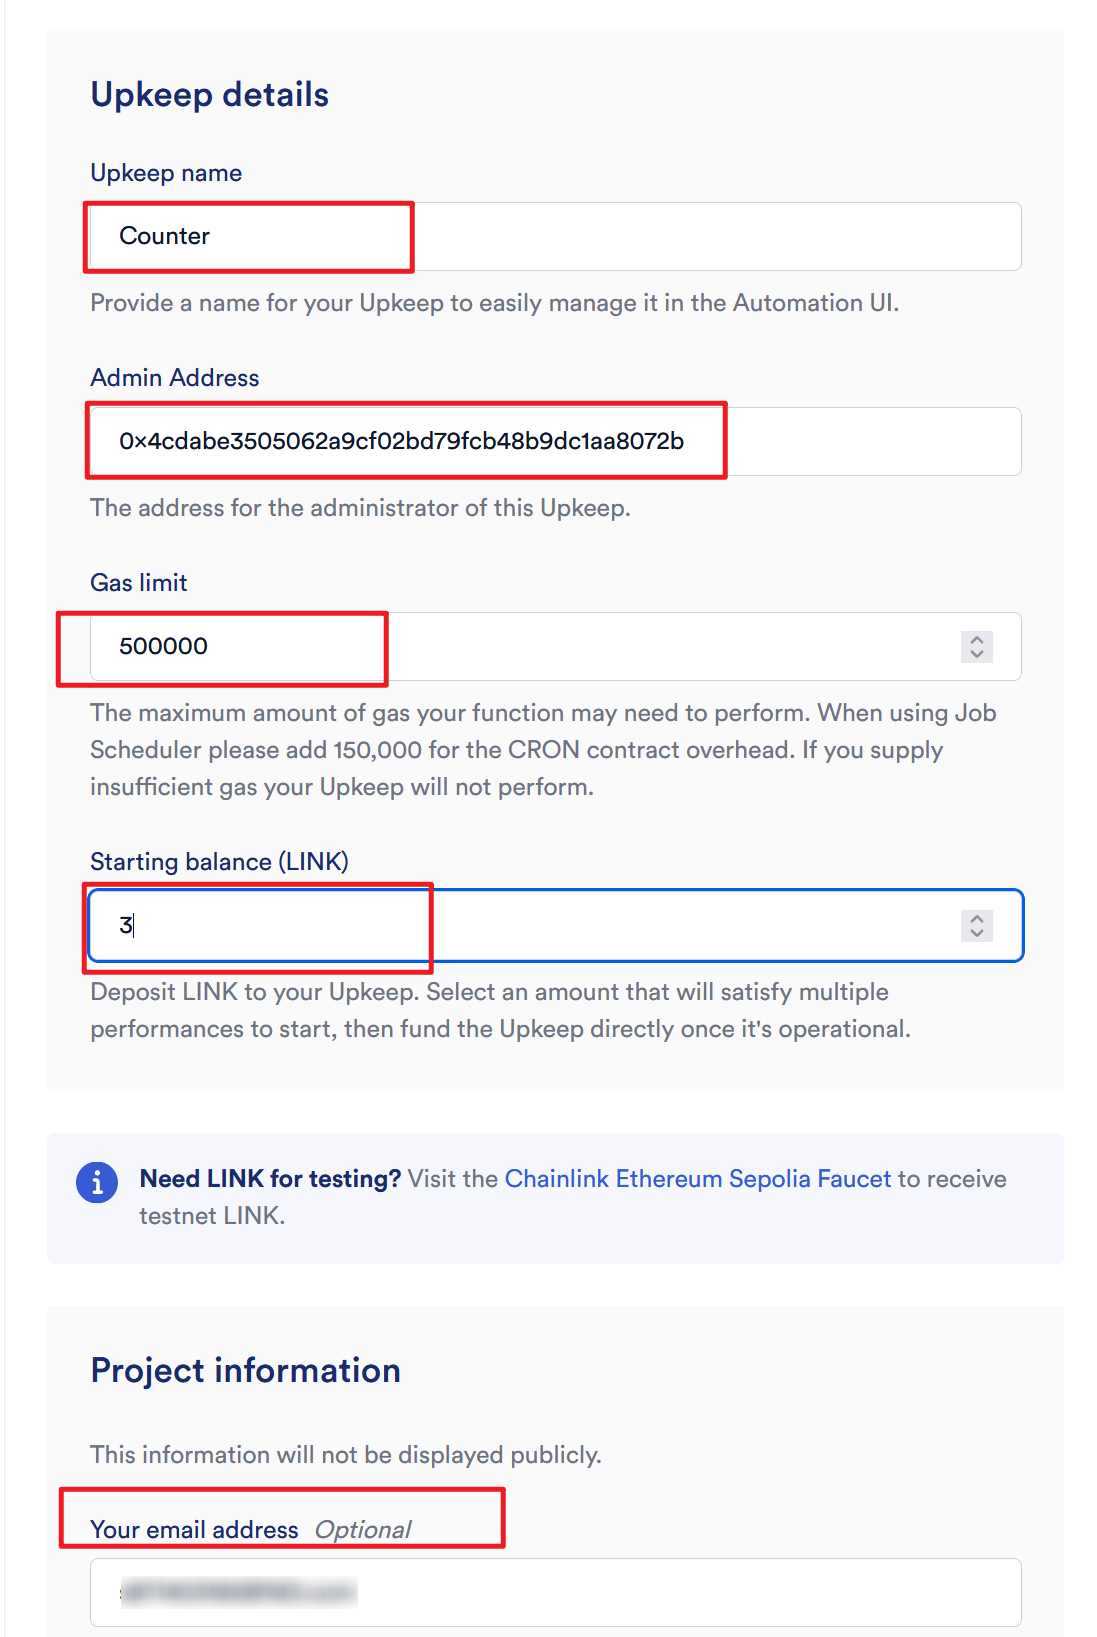 Upkeep details
Upkeep name
Counter
Provide a name for your Upkeep to easily manage it in the Automation UI.
Admin Address
0x4cdabe3505062a9cf02bd79fcb48b9dc1aa8072b
The address for the administrator of this Upkeep.
Gas limit
500000
The maximum amount of gas your function may need to perform. When using Job
Scheduler please add 150,000 for the CRON contract overhead. If you supply
insufficient gas your Upkeep will not perform.
Starting balance (LINK)
3
Deposit LINK to your Upkeep. Select an amount that will satisfy multiple
performances to start, then fund the Upkeep directly once it's operational.
Need LINK for testing? Visit the Chainlink Ethereum Sepolia Faucet to receive
testnet LINK.
Project information
This information will not be displayed publicly.
Your email address Optional